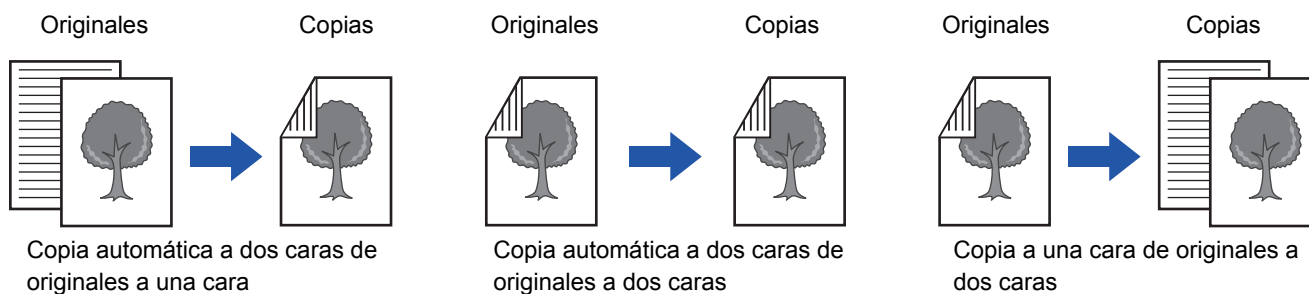 Originales Copias Originales Copias Originales Copias
Copia automática a dos caras de
originales a una cara
Copia automática a dos caras de
originales a dos caras
Copia a una cara de originales a
dos caras